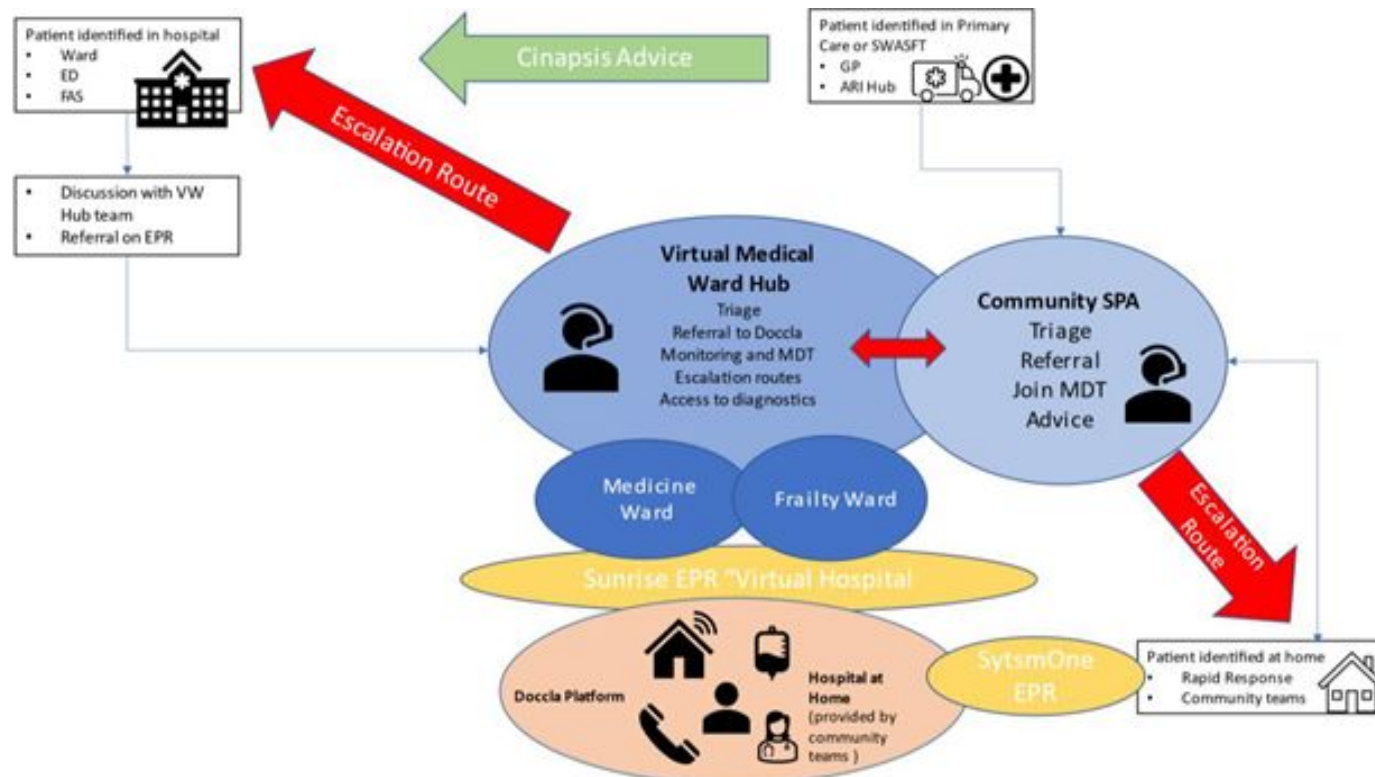 Patient identified in hospital
• Ward
• ED
• FAS
Cinapsis Advice
Patient identified in Primary
Care or SWASFT
• GP
• ARI Hub
Escalation Route
• Discussion with VW
Hub team
• Referral on EPR
Virtual Medical
Ward Hub
Triage
Referral to Doccla
Monitoring and MDT
Escalation routes
Access to diagnostics
Community SPA
Triage
Referral
Join MDT
Advice
Medicine
Ward
Frailty Ward
Escalation
Route
Sunrise EPR "Virtual Hospital
Doccla Platform
Hospital at
Home
(provided by
community
teams )
SytsmOne
EPR
Patient identified at home
• Rapid Response
• Community teams